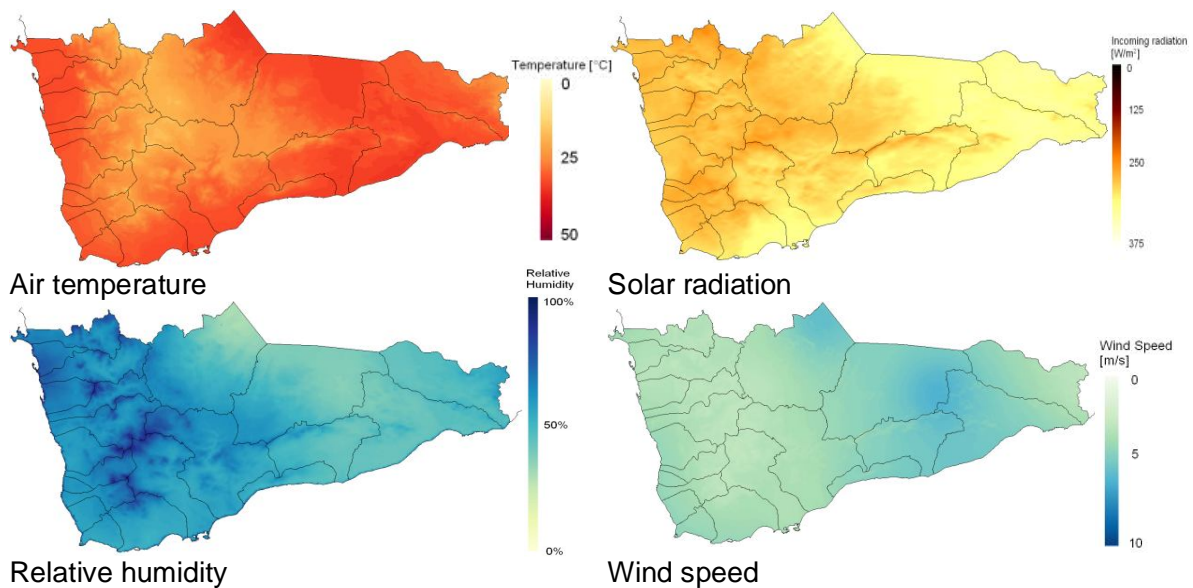 Temperature [°C]
0
25
50
Air temperature
Incoming radiation
[W/m²]
0
125
250
375
Solar radiation
Relative
Humidity
100%
50%
0%
Relative humidity
Wind Speed
[m/s]
0
5
10
Wind speed